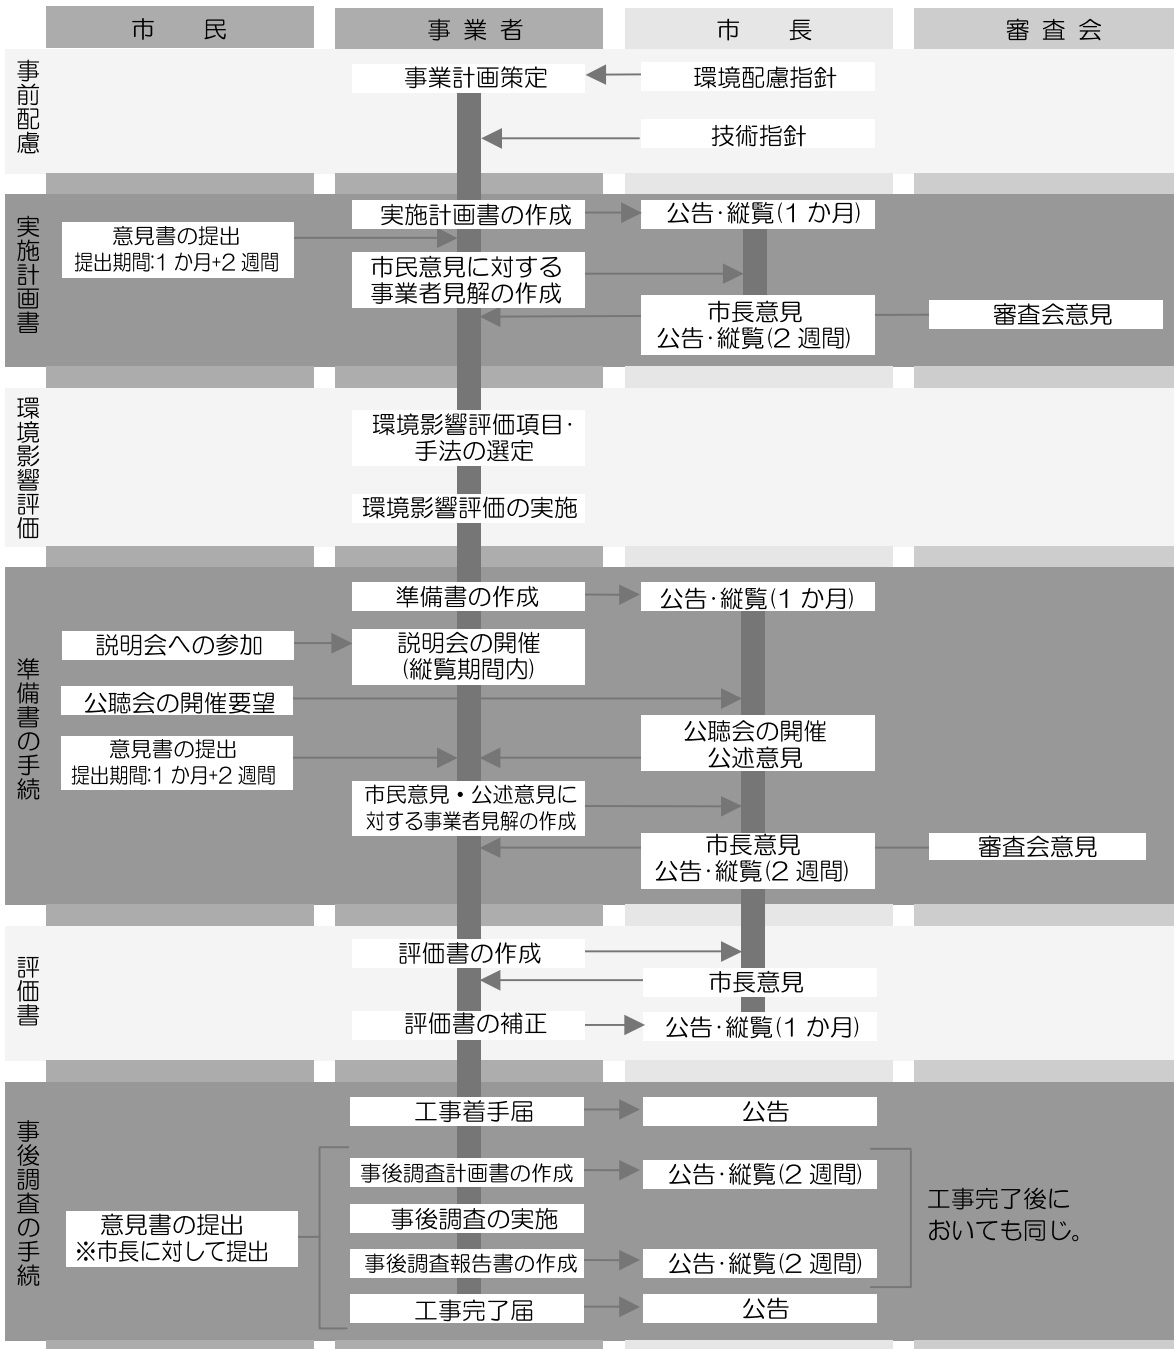 市　民
事業者
市　長
審査会
事前配慮
事業計画策定
環境配慮指針
技術指針
実施計画書
実施計画書の作成
公告・縦覧(1か月)
意見書の提出
提出期間:1か月+2週間
市民意見に対する
事業者見解の作成
市長意見
公告・縦覧(2週間)
審査会意見
環境影響評価
環境影響評価項目・
手法の選定
環境影響評価の実施
準備書の手続
準備書の作成
公告・縦覧(1か月)
説明会への参加
説明会の開催
(縦覧期間内)
公聴会の開催要望
公聴会の開催
公述意見
意見書の提出
提出期間:1か月+2週間
市民意見・公述意見に
対する事業者見解の作成
市長意見
公告・縦覧(2週間)
審査会意見
評価書
評価書の作成
市長意見
評価書の補正
公告・縦覧(1か月)
事後調査の手続
工事着手届
公告
事後調査計画書の作成
公告・縦覧(2週間)
意見書の提出
※市長に対して提出
事後調査の実施
工事完了後に
おいても同じ。
事後調査報告書の作成
公告・縦覧(2週間)
工事完了届
公告